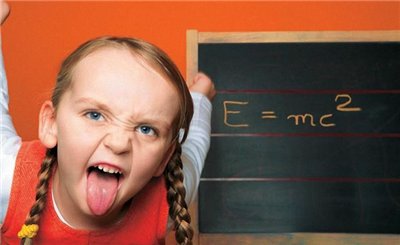 E = mc²